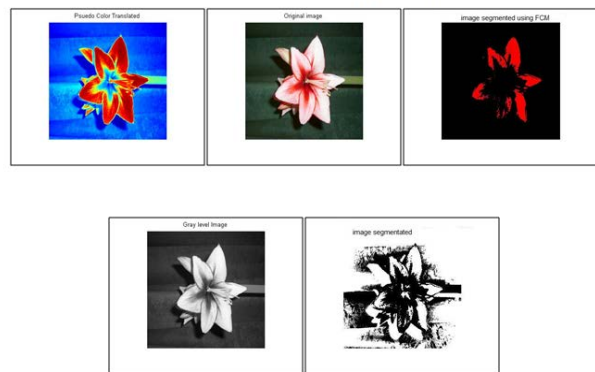 Psuedo Color Translated
Original image
image segmented using FCM
Gray level Image
image segmentated